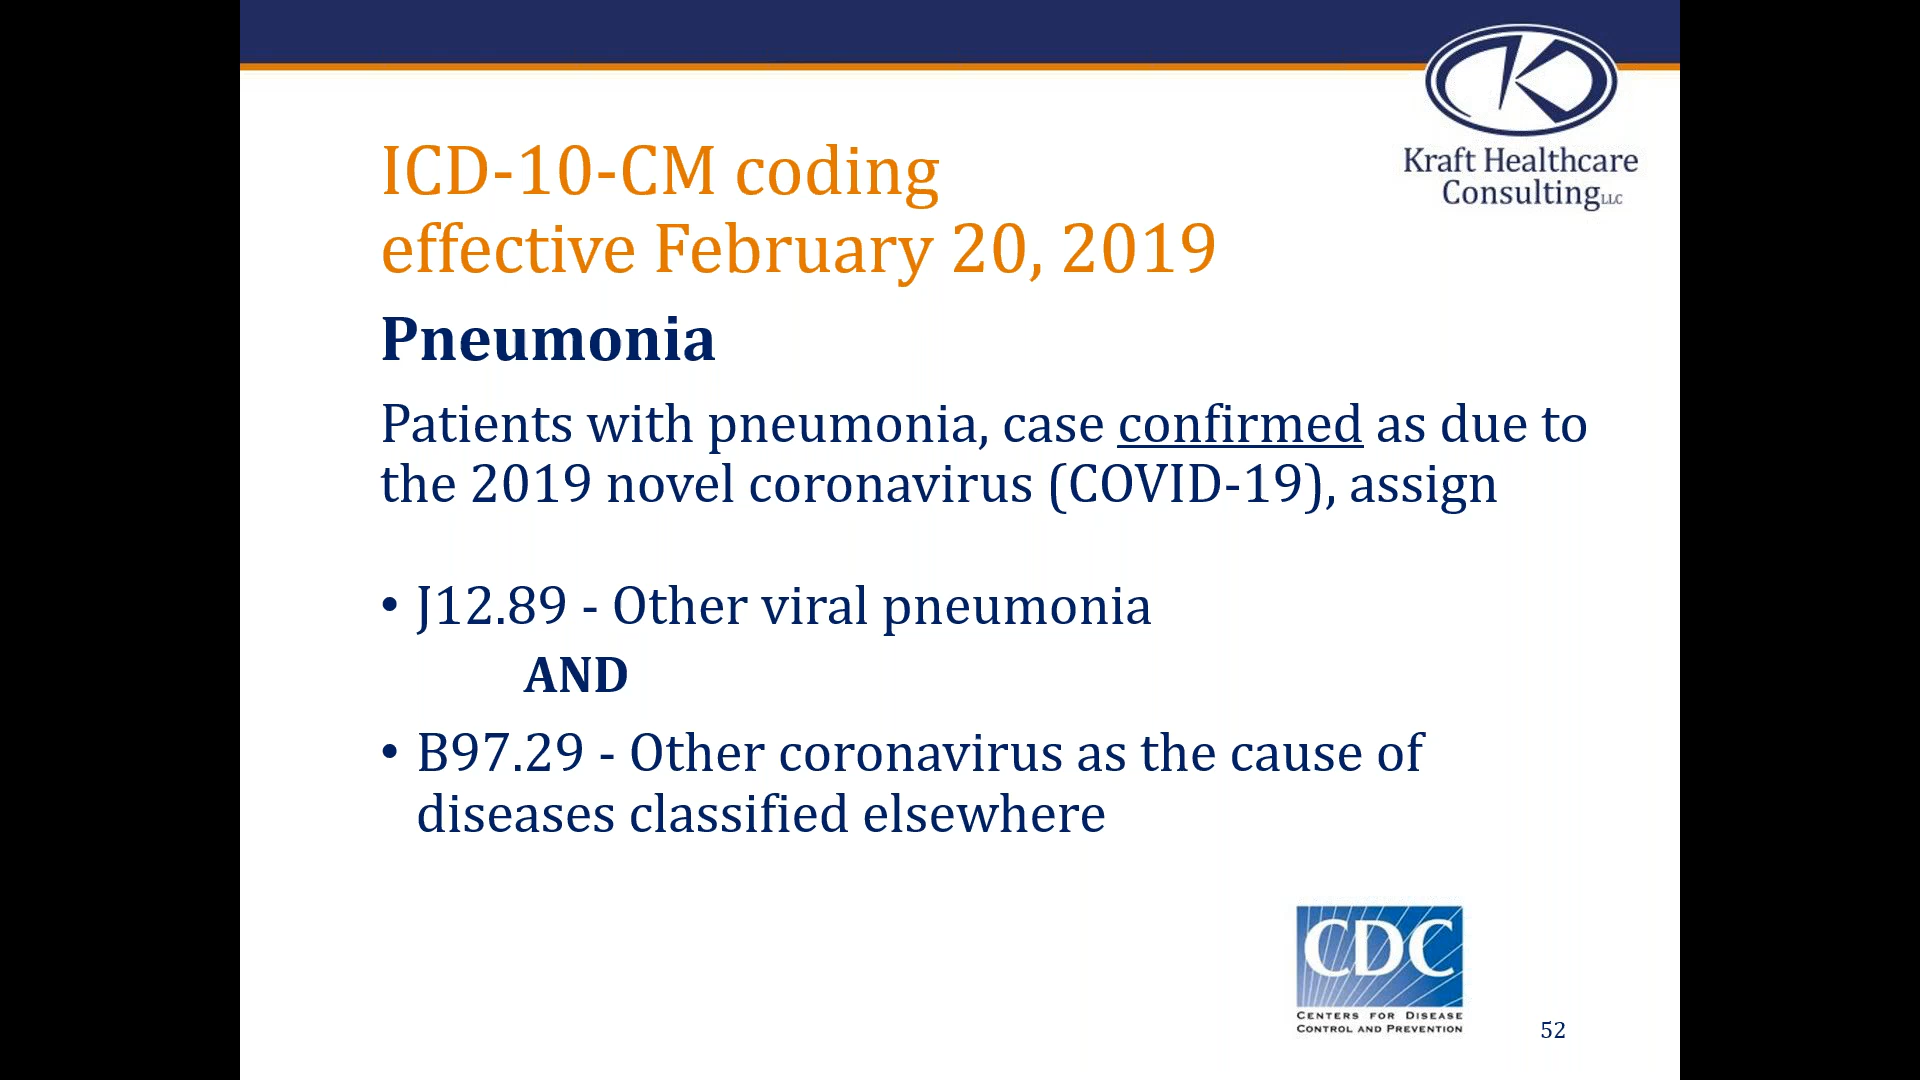 Kraft Healthcare
Consulting LLC
ICD-10-CM coding
effective February 20, 2019
Pneumonia
Patients with pneumonia, case confirmed as due to
the 2019 novel coronavirus (COVID-19), assign
• J12.89 - Other viral pneumonia
AND
• B97.29 - Other coronavirus as the cause of
diseases classified elsewhere
CDC
CENTERS FOR DISEASE
CONTROL AND PREVENTION
52